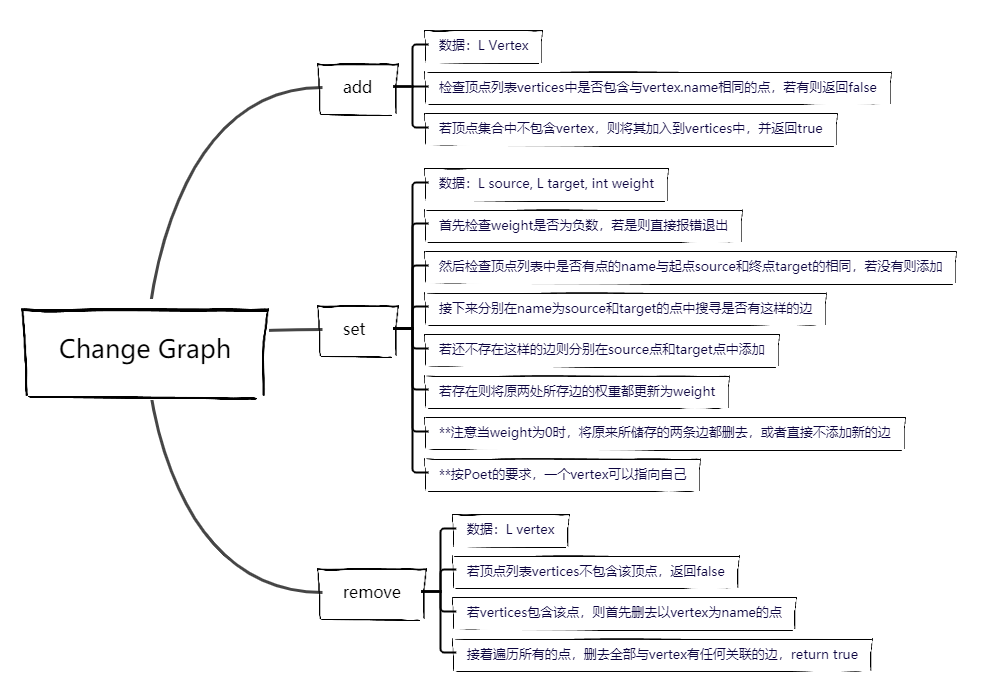 数据：L Vertex
add
检查顶点列表vertices中是否包含与vertex.name相同的点，若有则返回false
若顶点集合中不包含vertex，则将其加入到vertices中，并返回true
数据：L source, L target, int weight
首先检查weight是否为负数，若是则直接报错退出
然后检查顶点列表中是否有点的name与起点source和终点target的相同，若没有则添加
接下来分别在name为source和target的点中搜寻是否有这样的边
Change Graph
set
若还不存在这样的边则分别在source点和target点中添加
若存在则将原两处所存边的权重都更新为weight
**注意当weight为0时，将原来所储存的两条边都删去，或者直接不添加新的边
**按Poet的要求，一个vertex可以指向自己
数据：L vertex
若顶点列表vertices不包含该顶点，返回false
remove
若vertices包含该点，则首先删去以vertex为name的点
接着遍历所有的点，删去全部与vertex有任何关联的边，return true